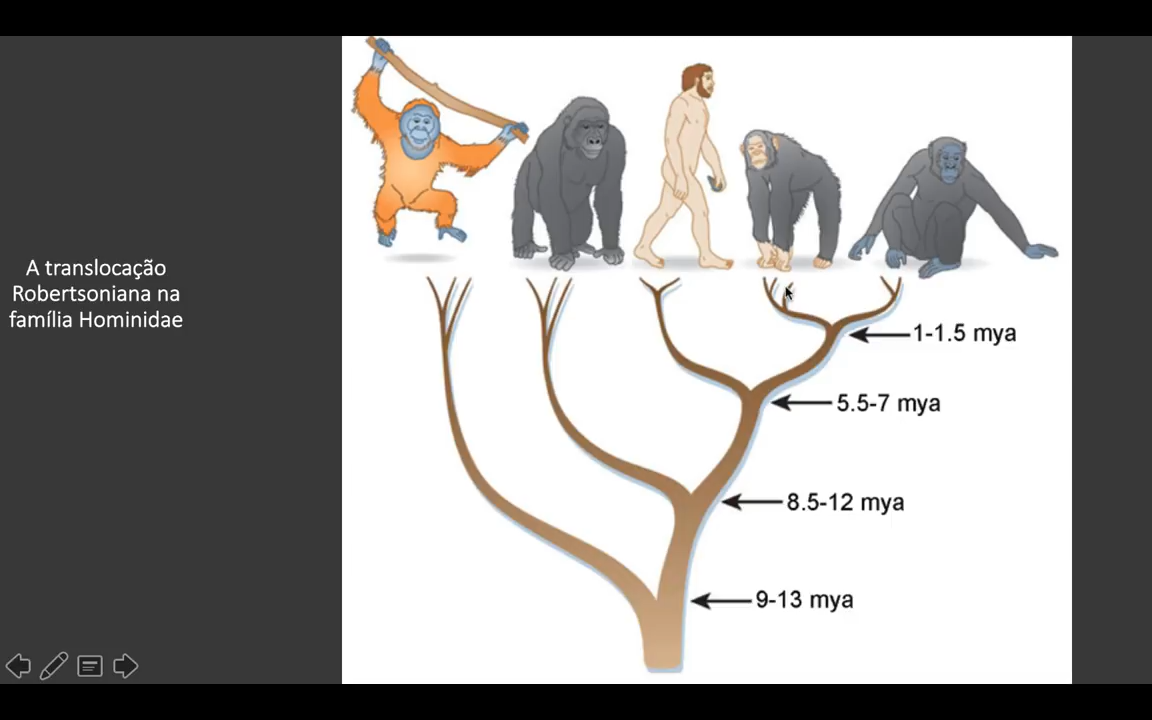 A translocação
Robertsoniana na
família Hominidae
1-1.5 mya
5.5-7 mya
8.5-12 mya
9-13 mya